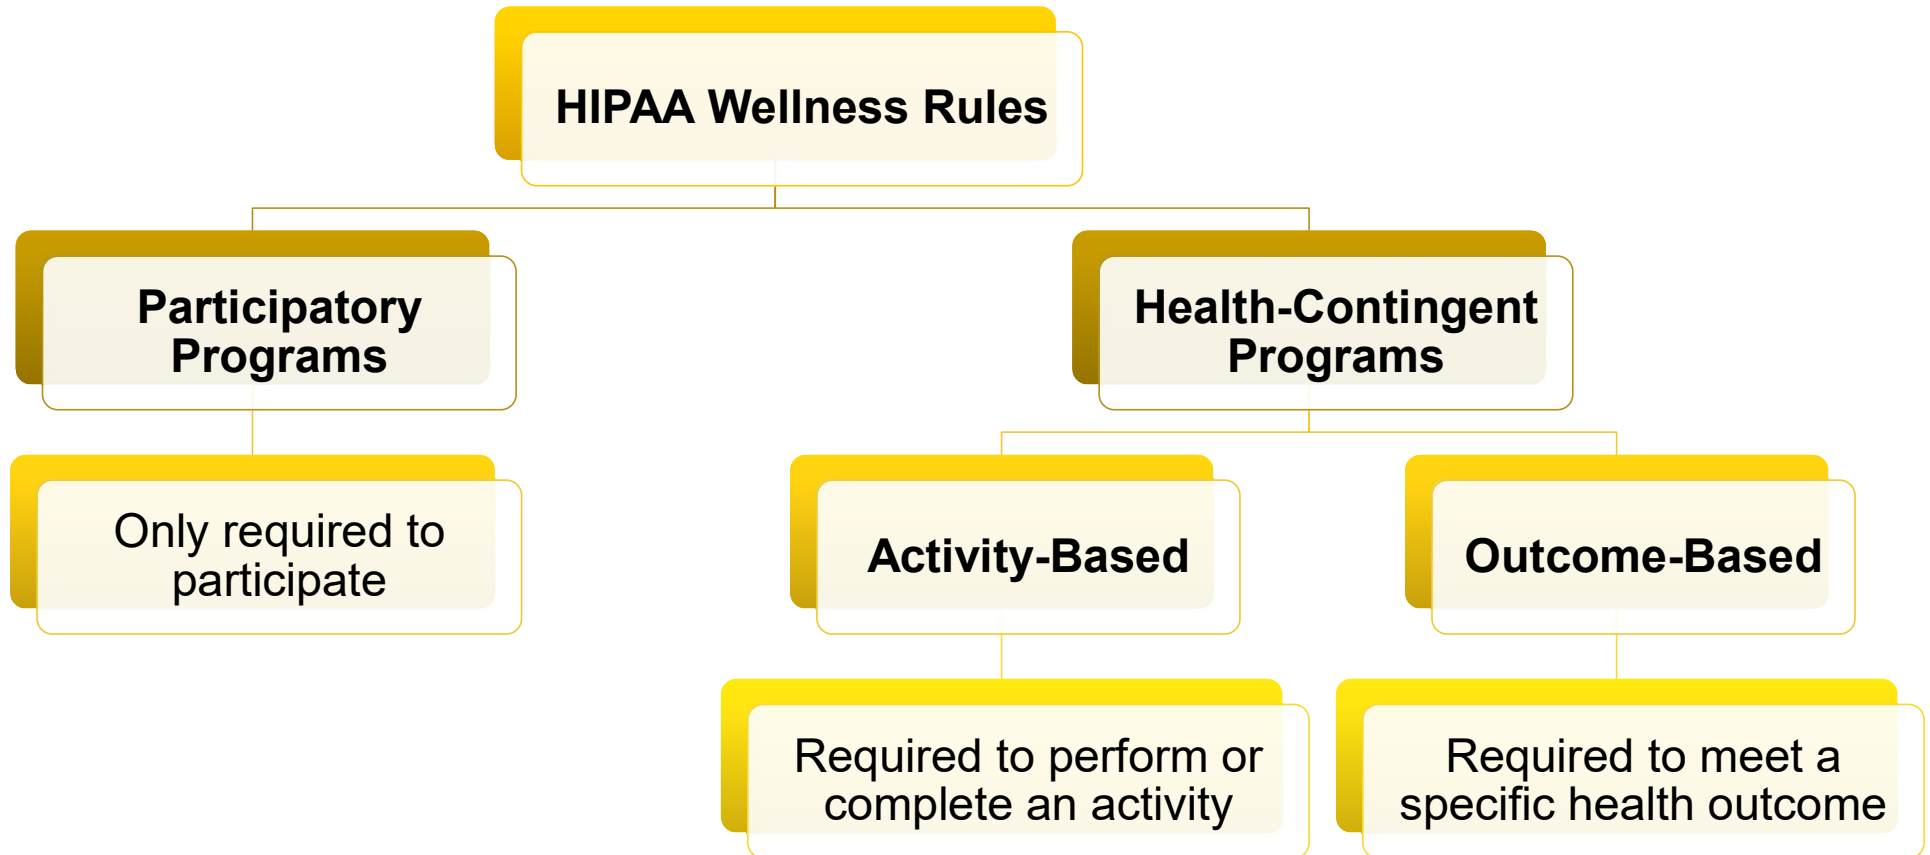 HIPAA Wellness Rules
Participatory
Programs
Health-Contingent
Programs
Only required to
participate
Activity-Based
Outcome-Based
Required to perform or
complete an activity
Required to meet a
specific health outcome